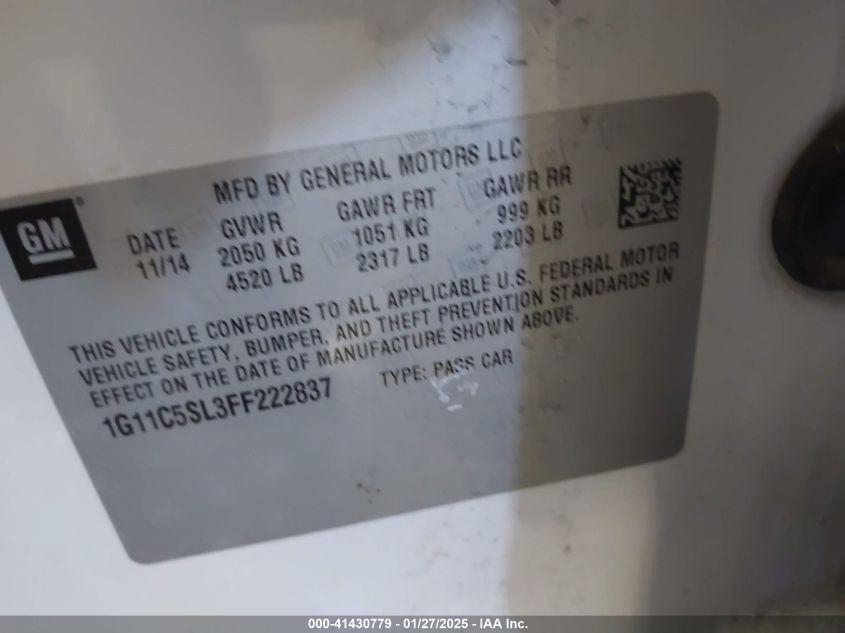 MFD BY GENERAL MOTORS LLC
GM®
DATE GVWR GAWR FRT GAWR RR
11/14 2050 KG 1051 KG 999 KG
4520 LB 2317 LB 2203 LB
THIS VEHICLE CONFORMS TO ALL APPLICABLE U.S. FEDERAL MOTOR
VEHICLE SAFETY, BUMPER, AND THEFT PREVENTION STANDARDS IN
EFFECT ON THE DATE OF MANUFACTURE SHOWN ABOVE.
1G11C5SL3FF222837 TYPE: PASS CAR
000-41430779 — 01/27/2025 - IAA Inc.